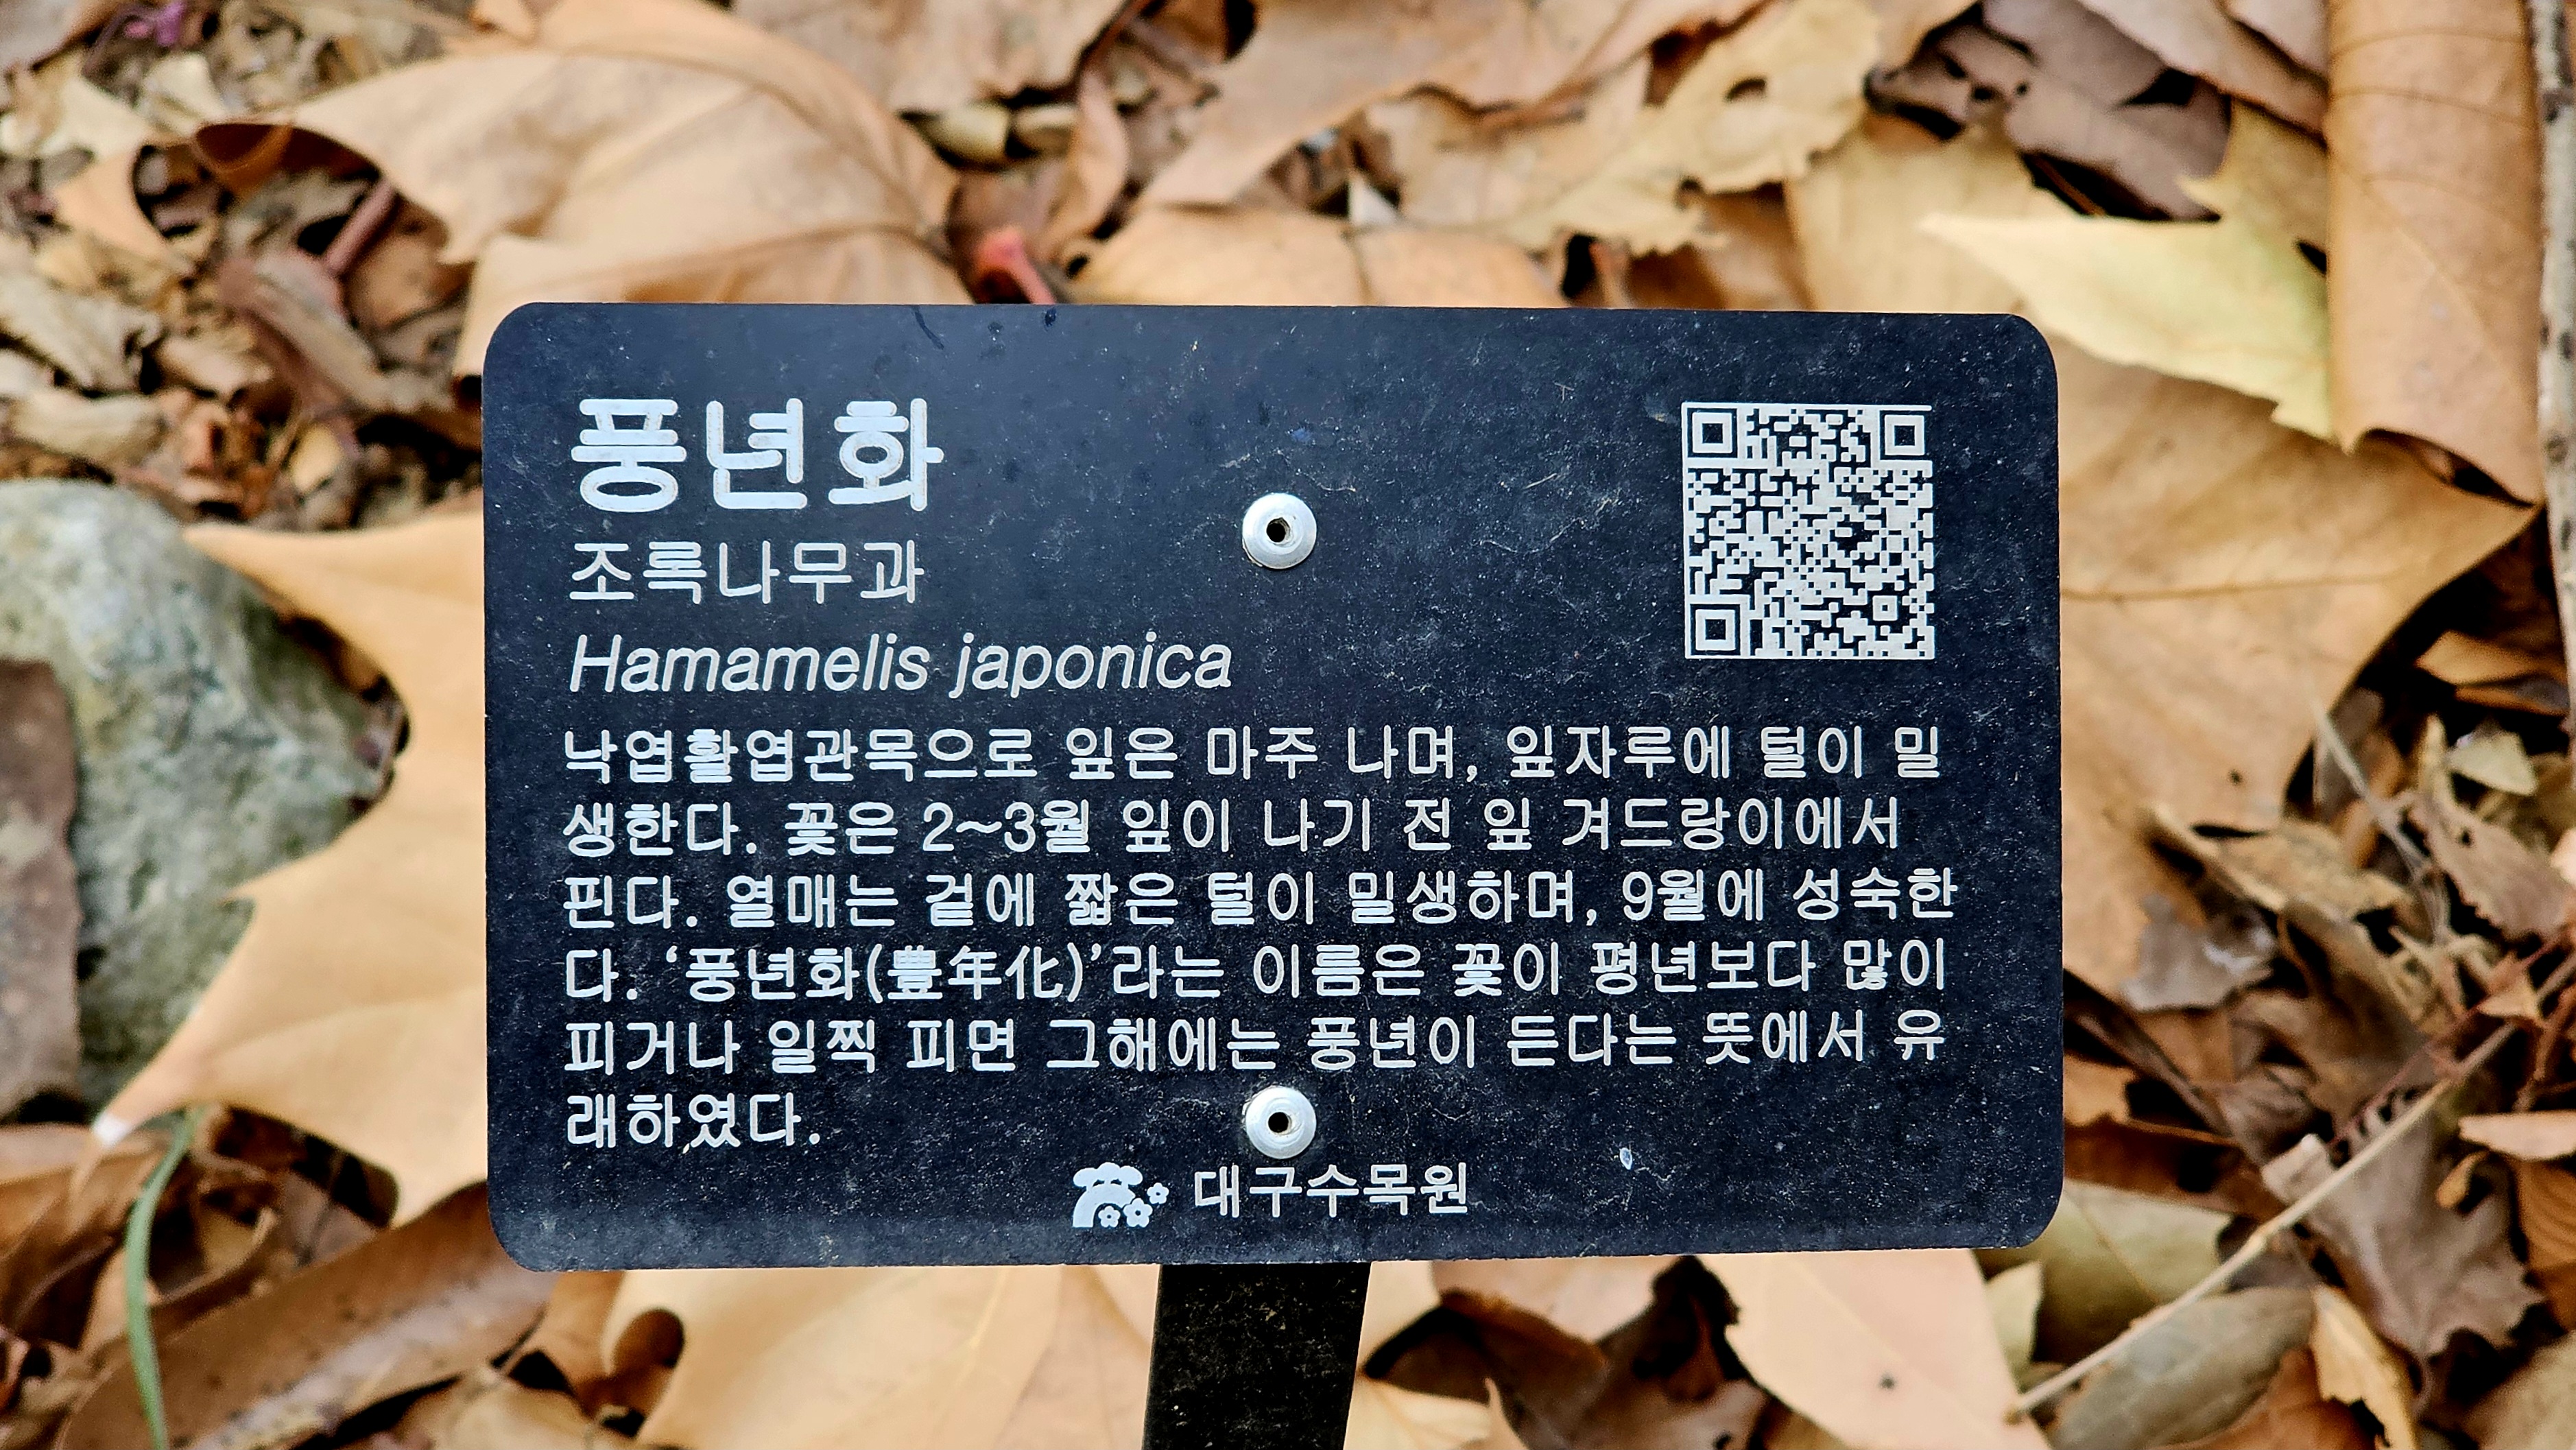 풍년화
조록나무과
Hamamelis japonica
낙엽활엽관목으로 잎은 마주 나며, 잎자루에 털이 밀
생한다. 꽃은 2~3월 잎이 나기 전 잎 겨드랑이에서
핀다. 열매는 겉에 짧은 털이 밀생하며, 9월에 성숙한
다. ‘풍년화(豊年化)’라는 이름은 꽃이 평년보다 많이
피거나 일찍 피면 그해에는 풍년이 든다는 뜻에서 유
래하였다.
대구수목원